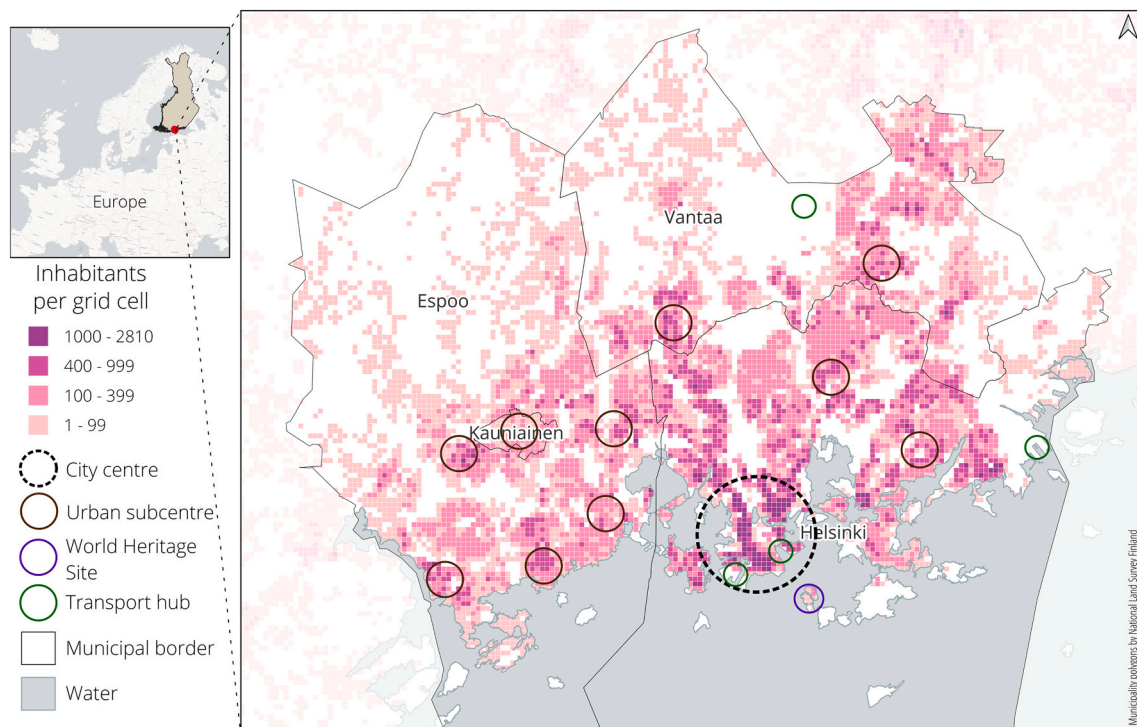 Europe
Inhabitants
per grid cell
1000 - 2810
400 - 999
100 - 399
1 - 99
City centre
Urban subcentre
World Heritage
Site
Transport hub
Municipal border
Water
Vantaa
Espoo
Kauniainen
Helsinki
Municipality polygons by National Land Survey Finland